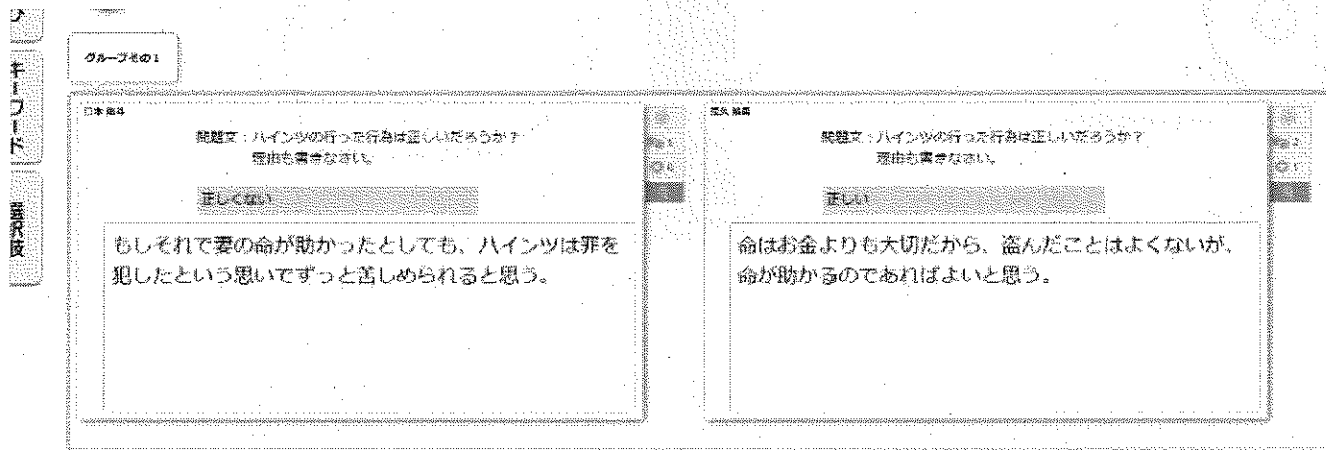 キーワード
選択肢
グループその1
問題文：ハインツの行った行為は正しいだろうか？
理由も書きなさい。
正しくない
もしそれで妻の命が助かったとしても、ハインツは罪を
犯したという思いでずっと苦しめられると思う。
問題文：ハインツの行った行為は正しいだろうか？
理由も書きなさい。
正しい
命はお金よりも大切だから、盗んだことはよくないが、
命が助かるのであればよいと思う。